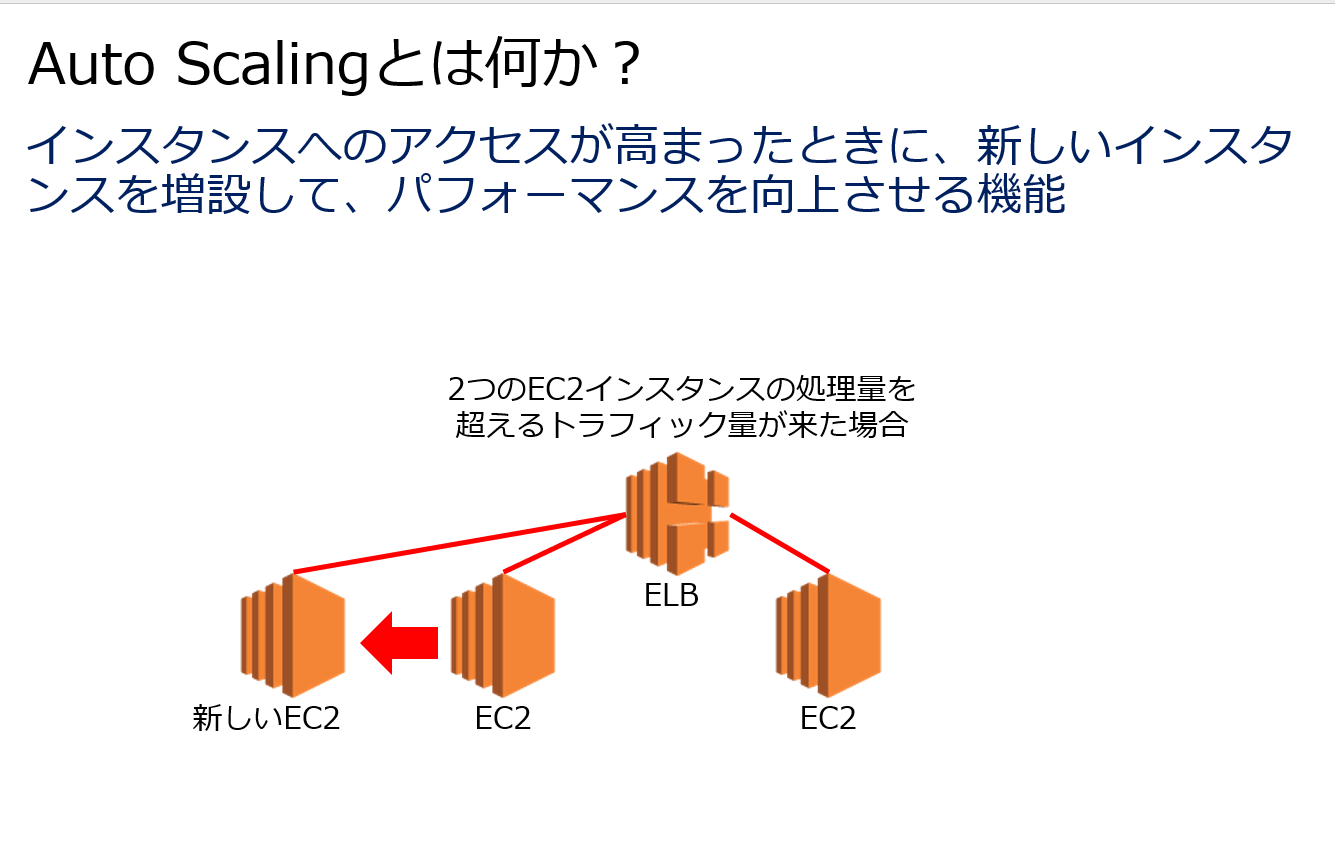 Auto Scalingとは何か？
インスタンスへのアクセスが高まったときに、新しいインスタ
ンスを増設して、パフォーマンスを向上させる機能
2つのEC2インスタンスの処理量を
超えるトラフィック量が来た場合
ELB
新しいEC2
EC2
EC2